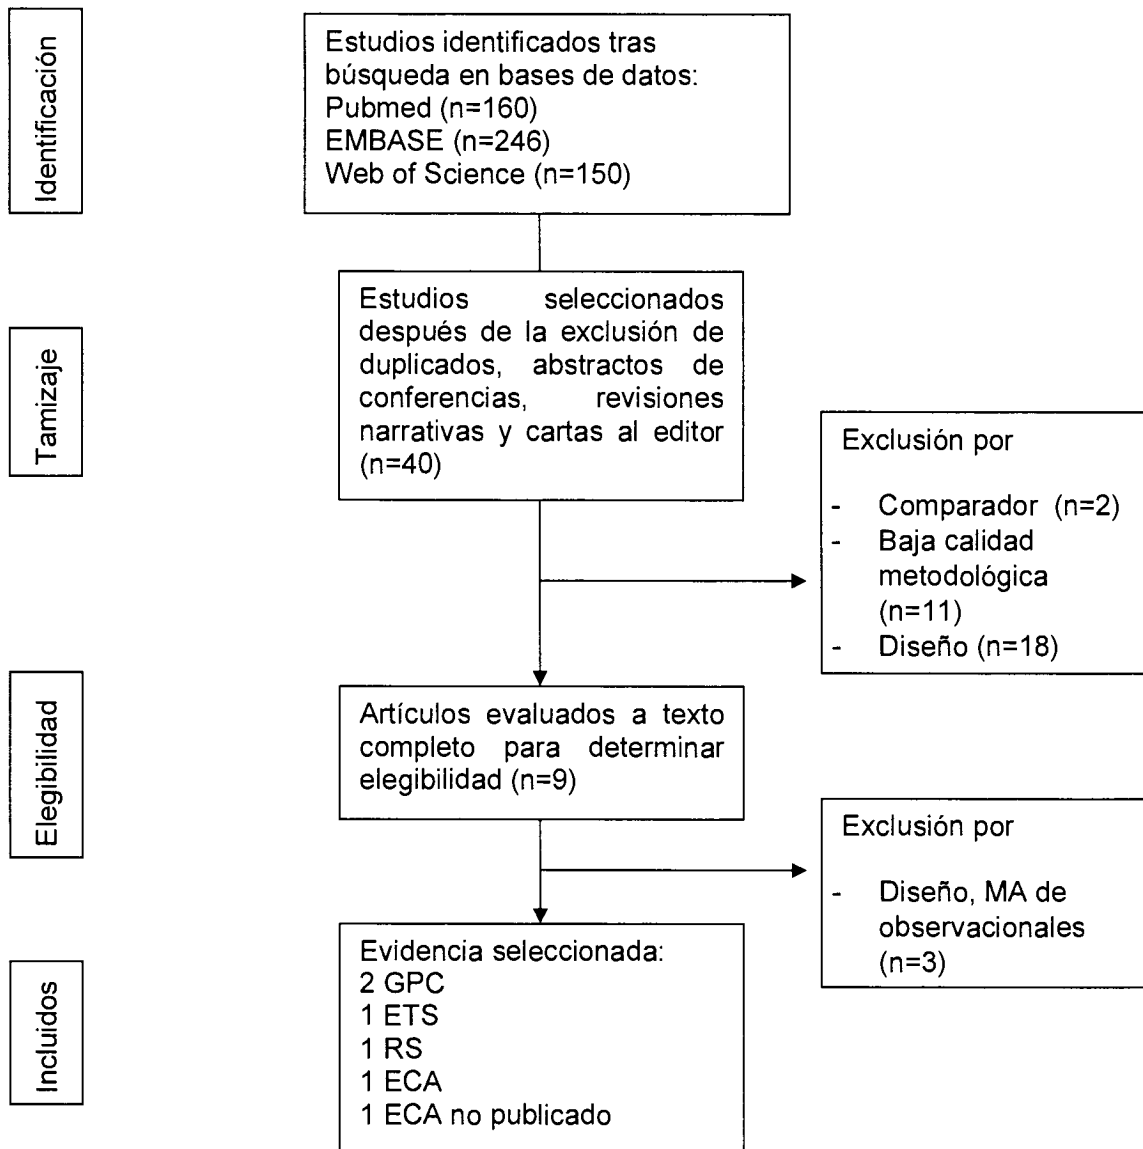 Identificación
Estudios identificados tras
búsqueda en bases de datos:
Pubmed (n=160)
EMBASE (n=246)
Web of Science (n=150)
Tamizaje
Estudios seleccionados
después de la exclusión de
duplicados, abstractos de
conferencias, revisiones
narrativas y cartas al editor
(n=40)
Exclusión por
- Comparador (n=2)
- Baja calidad
metodológica
(n=11)
- Diseño (n=18)
Elegibilidad
Artículos evaluados a texto
completo para determinar
elegibilidad (n=9)
Exclusión por
- Diseño, MA de
observacionales
(n=3)
Incluidos
Evidencia seleccionada:
2 GPC
1 ETS
1 RS
1 ECA
1 ECA no publicado